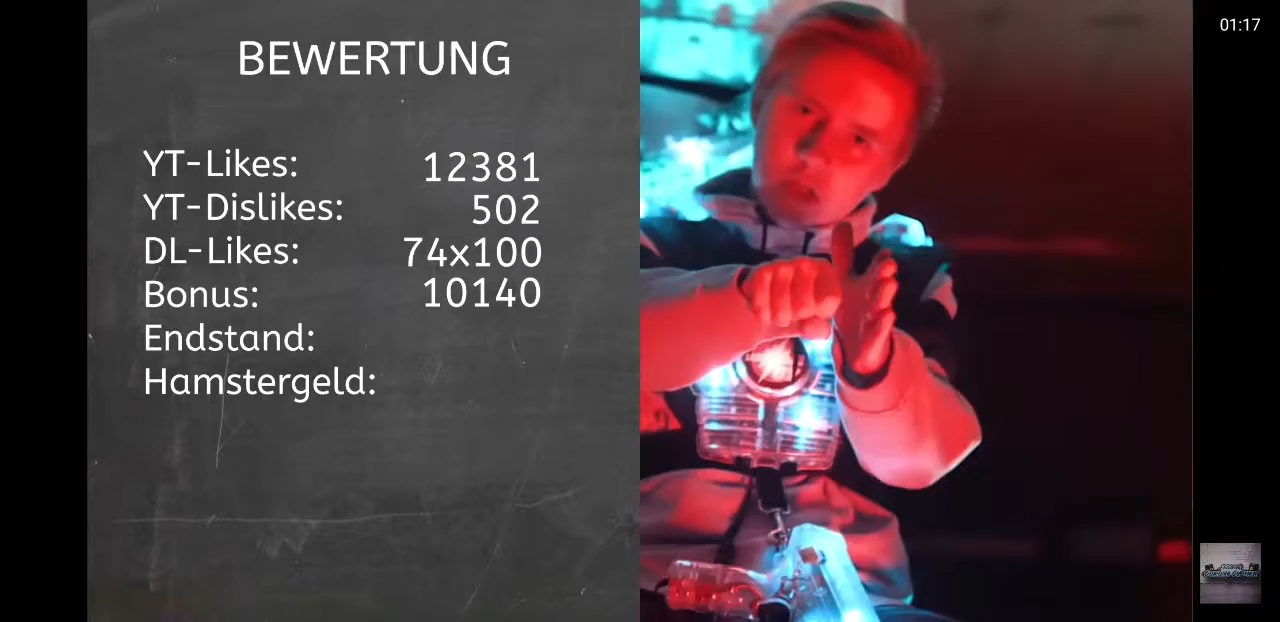 BEWERTUNG
YT-Likes: 12381
YT-Dislikes: 502
DL-Likes: 74x100
Bonus: 10140
Endstand:
Hamstergeld:
01:17